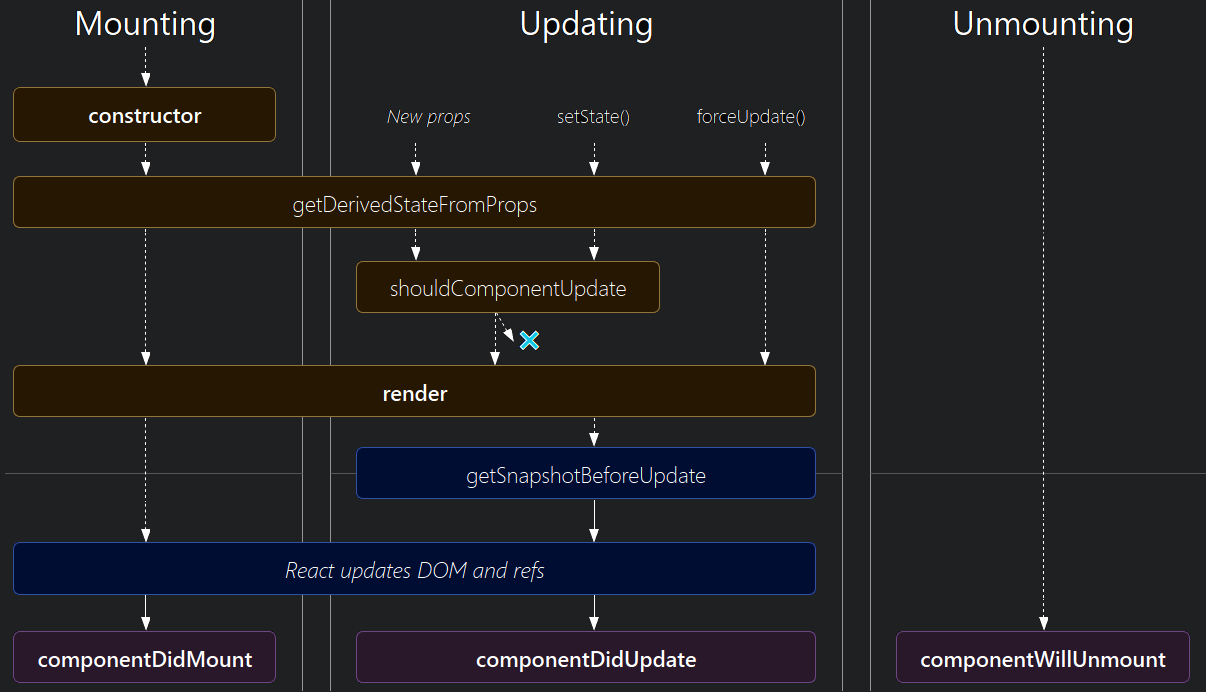 Mounting
Updating
Unmounting
constructor
New props
setState()
forceUpdate()
getDerivedStateFromProps
shouldComponentUpdate
render
getSnapshotBeforeUpdate
React updates DOM and refs
componentDidMount
componentDidUpdate
componentWillUnmount